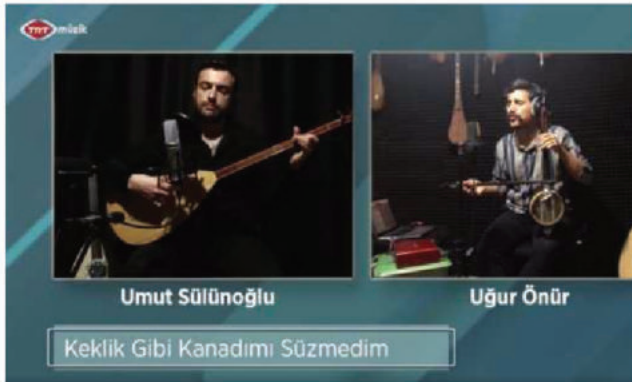 TRT müzik
Umut Sülünoğlu
Uğur Önür
Keklik Gibi Kanadımı Süzmedim